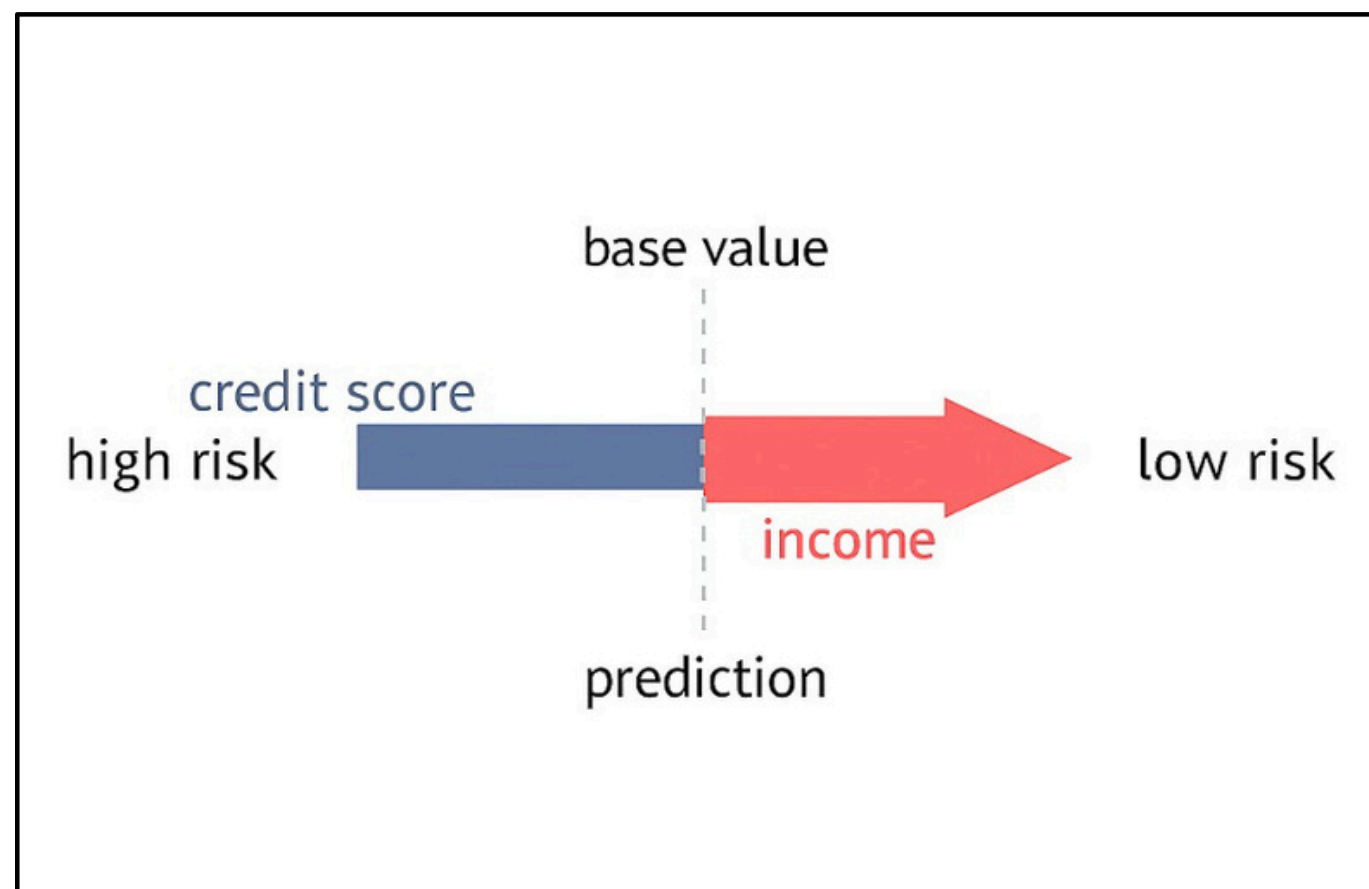 base value
credit score
high risk
low risk
income
prediction